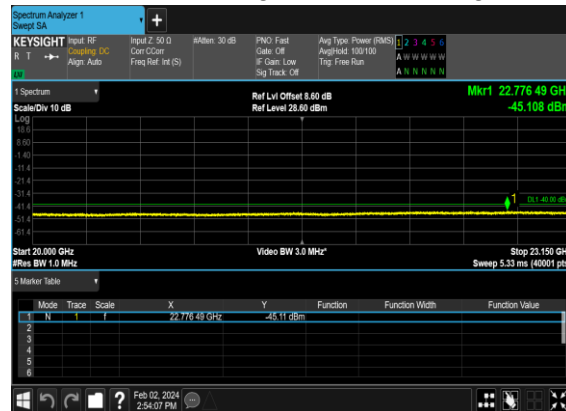 Spectrum Analyzer 1
Swept SA
KEYSIGHT Input: RF Input Z: 50 Ω #Atten: 30 dB PNO: Fast Avg Type: Power (RMS) 1 2 3 4 5 6
R T Coupling: DC Corr CCorr Gate: Off Avg|Hold: 100/100 A W W W W W
Align: Auto Freq Ref: Int (S) IF Gain: Low Trig: Free Run
LXI Sig Track: Off A N N N N N
1 Spectrum Ref Lvl Offset 8.60 dB Mkr1 22.776 49 GH
Scale/Div 10 dB Ref Level 28.60 dBm -45.108 dBm
Log
18.6
8.60
-1.40
-11.4
-21.4
-31.4
1 DL1 -40.00 dB
-41.4
-51.4
-61.4
Start 20.000 GHz Video BW 3.0 MHz* Stop 23.150 GH
#Res BW 1.0 MHz Sweep 5.33 ms (40001 pts
5 Marker Table
Mode Trace Scale X Y Function Function Width Function Value
1 N 1 f 22.776 49 GHz -45.11 dBm
2
3
4
5
6
? Feb 02, 2024
2:54:07 PM